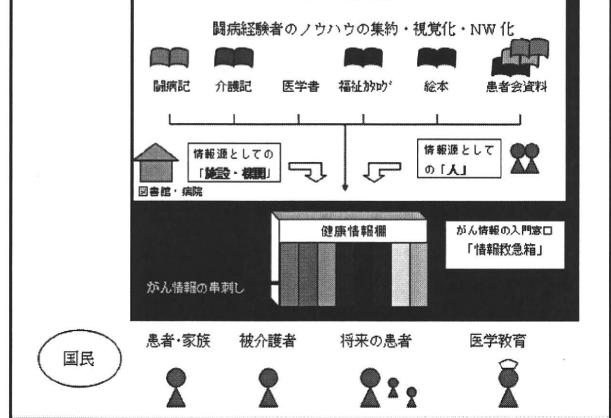 闘病経験者のノウハウの集約・視覚化・NW化
闘病記 介護記 医学書 福祉ｶﾀﾛｸﾞ 絵本 患者会資料
情報源としての
「施設・機関」
情報源として
の「人」
図書館・病院
健康情報棚
がん情報の入門窓口
「情報救急箱」
がん情報の串刺し
患者・家族 被介護者 将来の患者 医学教育
国民